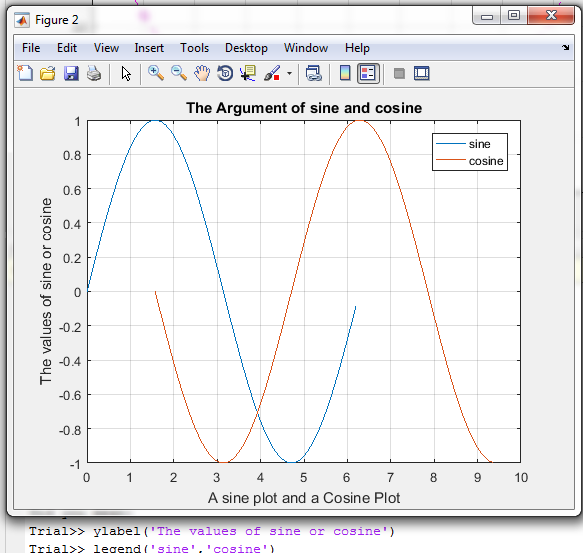 Figure 2
File Edit View Insert Tools Desktop Window Help
The Argument of sine and cosine
sine
cosine
The values of sine or cosine
1
0.8
0.6
0.4
0.2
0
-0.2
-0.4
-0.6
-0.8
-1
0 1 2 3 4 5 6 7 8 9 10
A sine plot and a Cosine Plot
Trial>> ylabel('The values of sine or cosine')
Trial>> legend('sine','cosine')